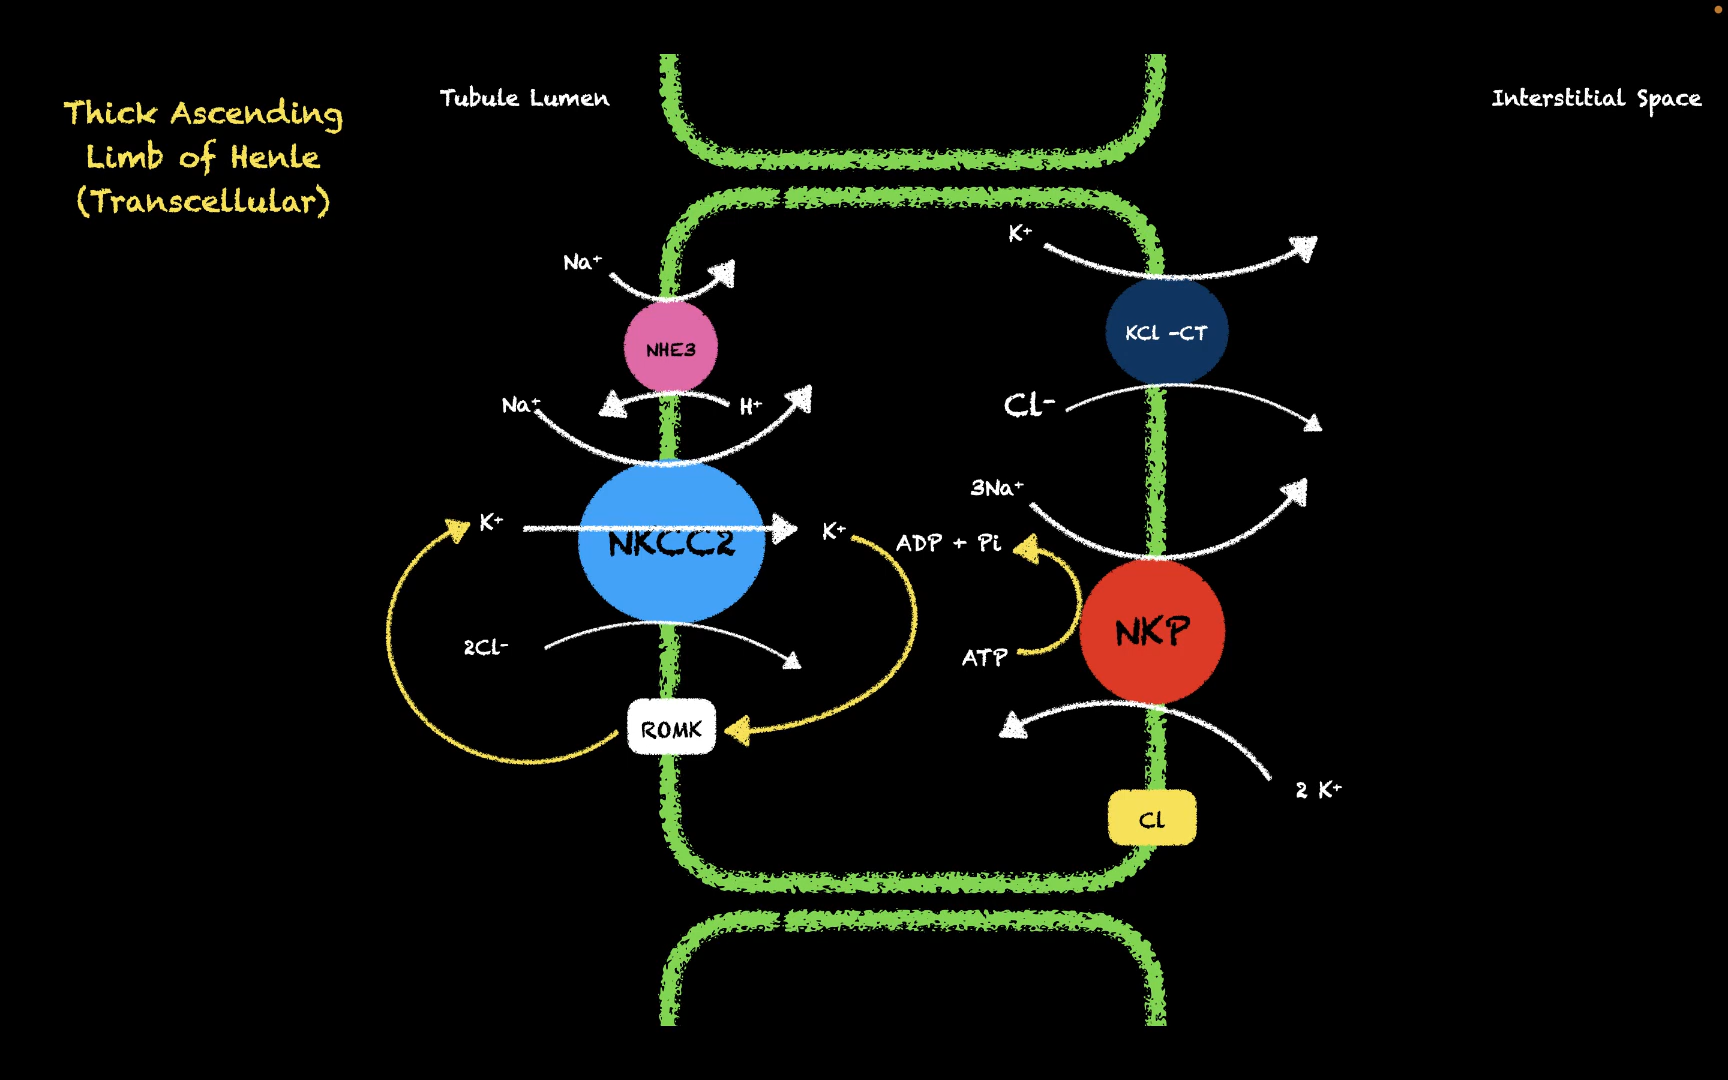 Thick Ascending
Limb of Henle
(Transcellular)
Tubule Lumen
Interstitial Space
K⁺
Na⁺
KCl -CT
NHE3
Na⁺
H⁺
Cl⁻
3Na⁺
K⁺
NKCC2
K⁺
ADP + Pi
NKP
2Cl⁻
ATP
ROMK
2 K⁺
Cl